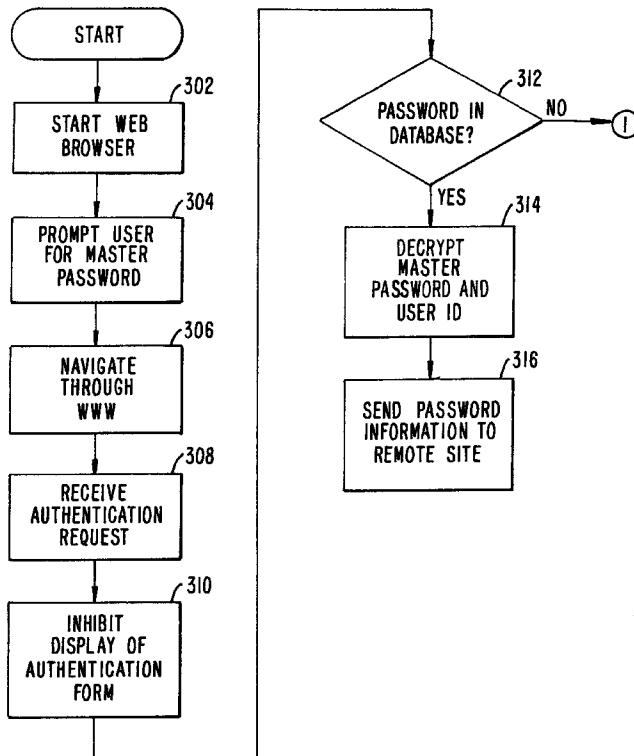 START
302
START WEB
BROWSER
304
PROMPT USER
FOR MASTER
PASSWORD
306
NAVIGATE
THROUGH
WWW
308
RECEIVE
AUTHENTICATION
REQUEST
310
INHIBIT
DISPLAY OF
AUTHENTICATION
FORM
312
PASSWORD IN
DATABASE?
NO
1
YES
314
DECRYPT
MASTER
PASSWORD AND
USER ID
316
SEND PASSWORD
INFORMATION TO
REMOTE SITE